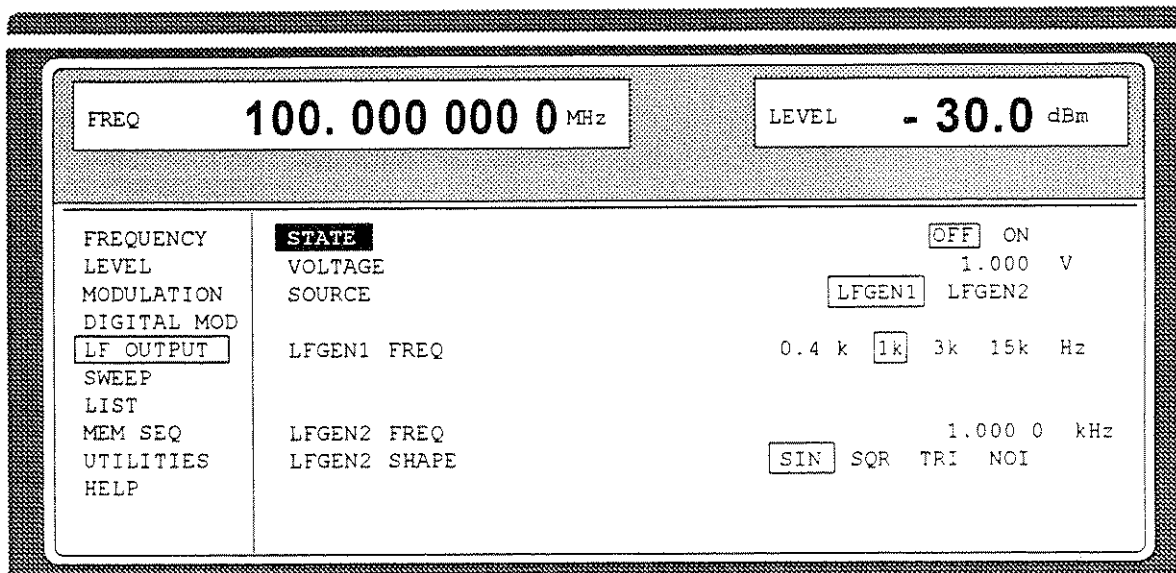 FREQ 100. 000 000 0 MHz LEVEL - 30.0 dBm
FREQUENCY STATE OFF ON
LEVEL VOLTAGE 1.000 V
MODULATION SOURCE LFGEN1 LFGEN2
DIGITAL MOD
LF OUTPUT LFGEN1 FREQ 0.4 k 1k 3k 15k Hz
SWEEP
LIST
MEM SEQ LFGEN2 FREQ 1.000 0 kHz
UTILITIES LFGEN2 SHAPE SIN SQR TRI NOI
HELP